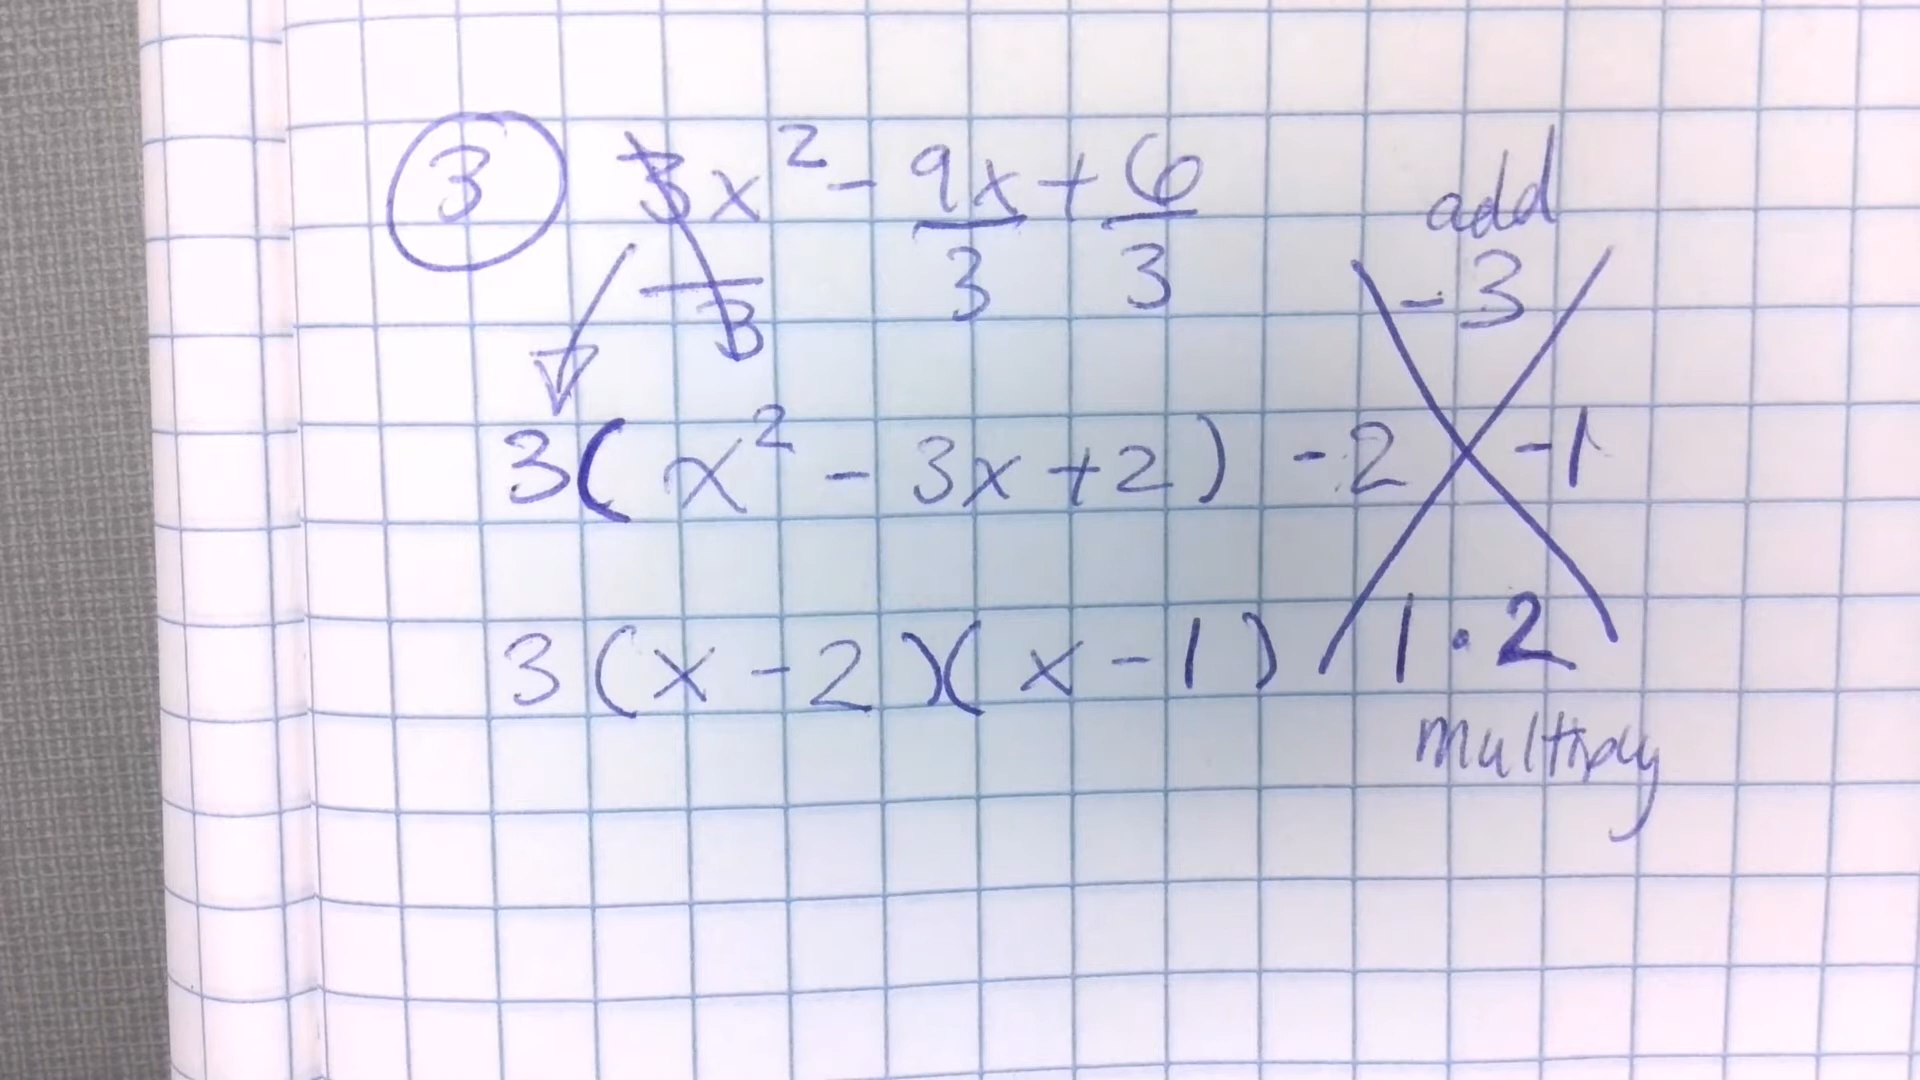 3 3x² - 9x + 6 add
3 3 3 -3
3( x² - 3x + 2) -2 -1
3(x - 2)(x - 1) 1 · 2
multiply